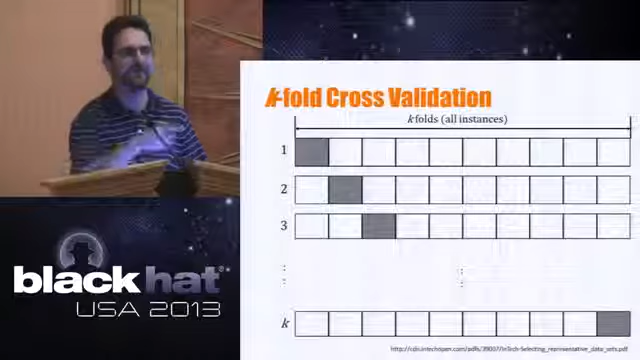 k-fold Cross Validation
k folds (all instances)
1
2
3
k
black hat®
USA 2013